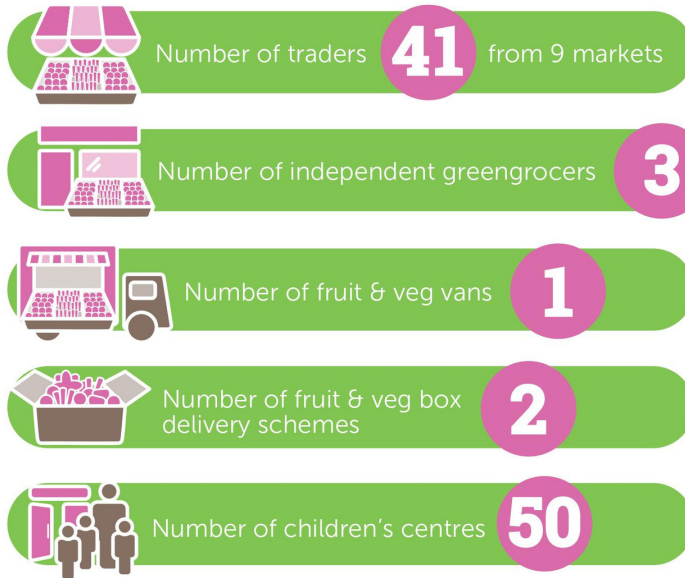 Number of traders 41 from 9 markets
Number of independent greengrocers 3
Number of fruit & veg vans 1
Number of fruit & veg box
delivery schemes 2
Number of children's centres 50